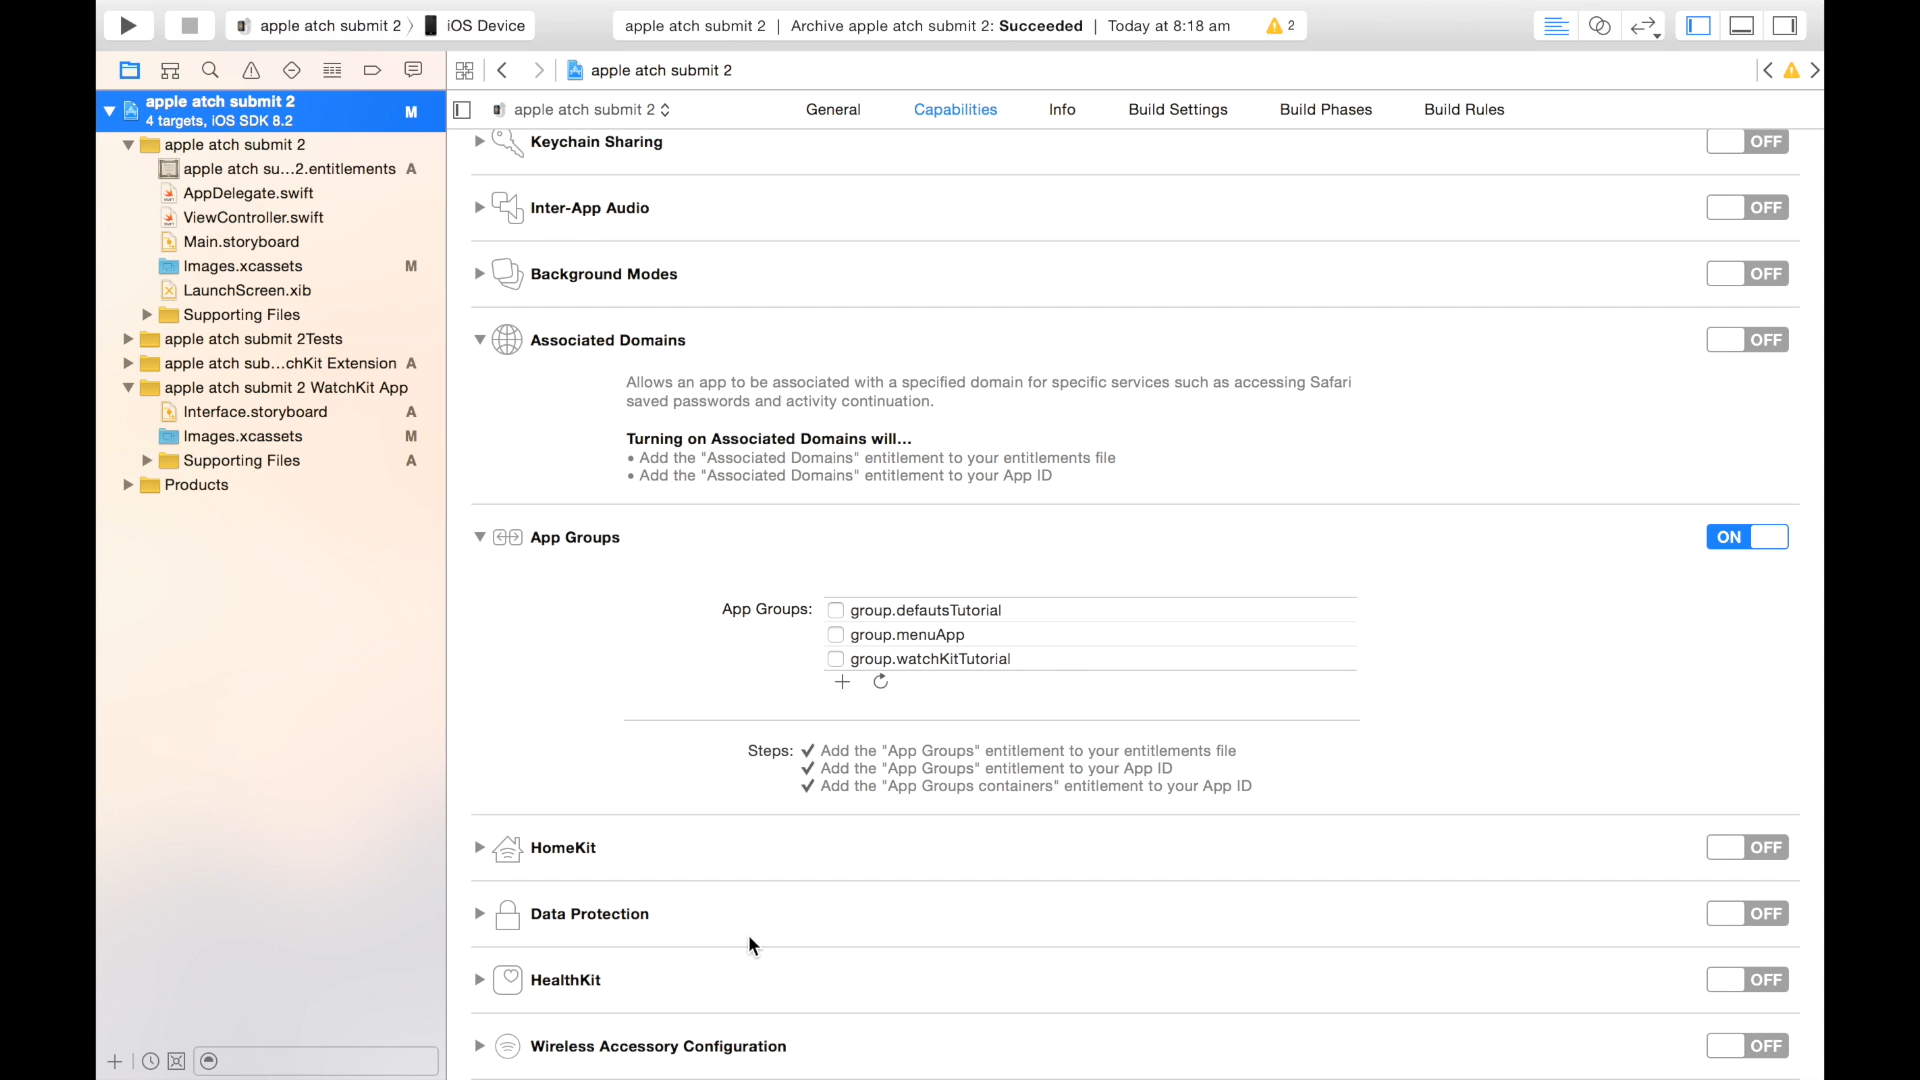 apple atch submit 2 〉 iOS Device
apple atch submit 2 | Archive apple atch submit 2: Succeeded | Today at 8:18 am
2
apple atch submit 2
apple atch submit 2
4 targets, iOS SDK 8.2
M
apple atch submit 2
General
Capabilities
Info
Build Settings
Build Phases
Build Rules
apple atch submit 2
apple atch su...2.entitlements A
AppDelegate.swift
ViewController.swift
Main.storyboard
Images.xcassets M
LaunchScreen.xib
Supporting Files
apple atch submit 2Tests
apple atch sub...chKit Extension A
apple atch submit 2 WatchKit App
Interface.storyboard A
Images.xcassets M
Supporting Files A
Products
Keychain Sharing OFF
Inter-App Audio OFF
Background Modes OFF
Associated Domains OFF
Allows an app to be associated with a specified domain for specific services such as accessing Safari
saved passwords and activity continuation.
Turning on Associated Domains will...
• Add the "Associated Domains" entitlement to your entitlements file
• Add the "Associated Domains" entitlement to your App ID
App Groups ON
App Groups: group.defautsTutorial
group.menuApp
group.watchKitTutorial
Steps: ✔ Add the "App Groups" entitlement to your entitlements file
✔ Add the "App Groups" entitlement to your App ID
✔ Add the "App Groups containers" entitlement to your App ID
HomeKit OFF
Data Protection OFF
HealthKit OFF
Wireless Accessory Configuration OFF